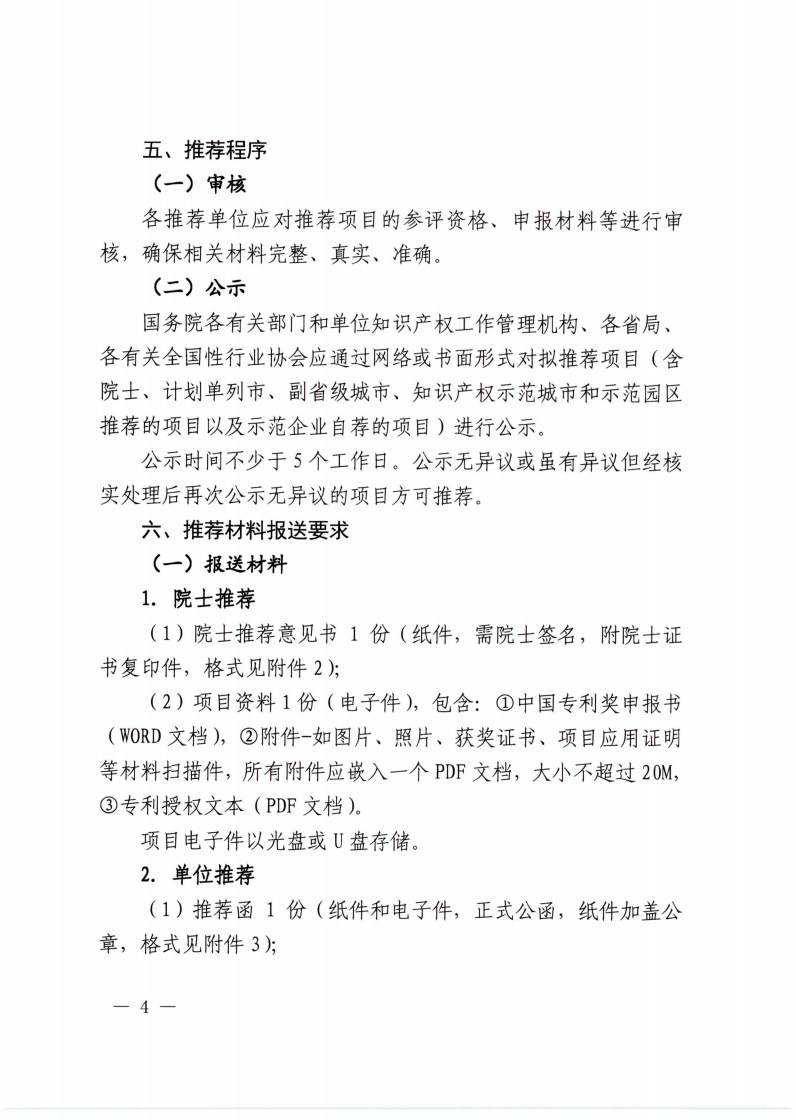 五、推荐程序
（一）审核
各推荐单位应对推荐项目的参评资格、申报材料等进行审
核，确保相关材料完整、真实、准确。
（二）公示
国务院各有关部门和单位知识产权工作管理机构、各省局、
各有关全国性行业协会应通过网络或书面形式对拟推荐项目（含
院士、计划单列市、副省级城市、知识产权示范城市和示范园区
推荐的项目以及示范企业自荐的项目）进行公示。
公示时间不少于 5 个工作日。公示无异议或虽有异议但经核
实处理后再次公示无异议的项目方可推荐。
六、推荐材料报送要求
（一）报送材料
1. 院士推荐
（1）院士推荐意见书 1 份（纸件，需院士签名，附院士证
书复印件，格式见附件 2）；
（2）项目资料 1 份（电子件），包含：①中国专利奖申报书
（WORD 文档），②附件-如图片、照片、获奖证书、项目应用证明
等材料扫描件，所有附件应嵌入一个 PDF 文档，大小不超过 20M，
③专利授权文本（PDF 文档）。
项目电子件以光盘或 U 盘存储。
2. 单位推荐
（1）推荐函 1 份（纸件和电子件，正式公函，纸件加盖公
章，格式见附件 3）；
— 4 —